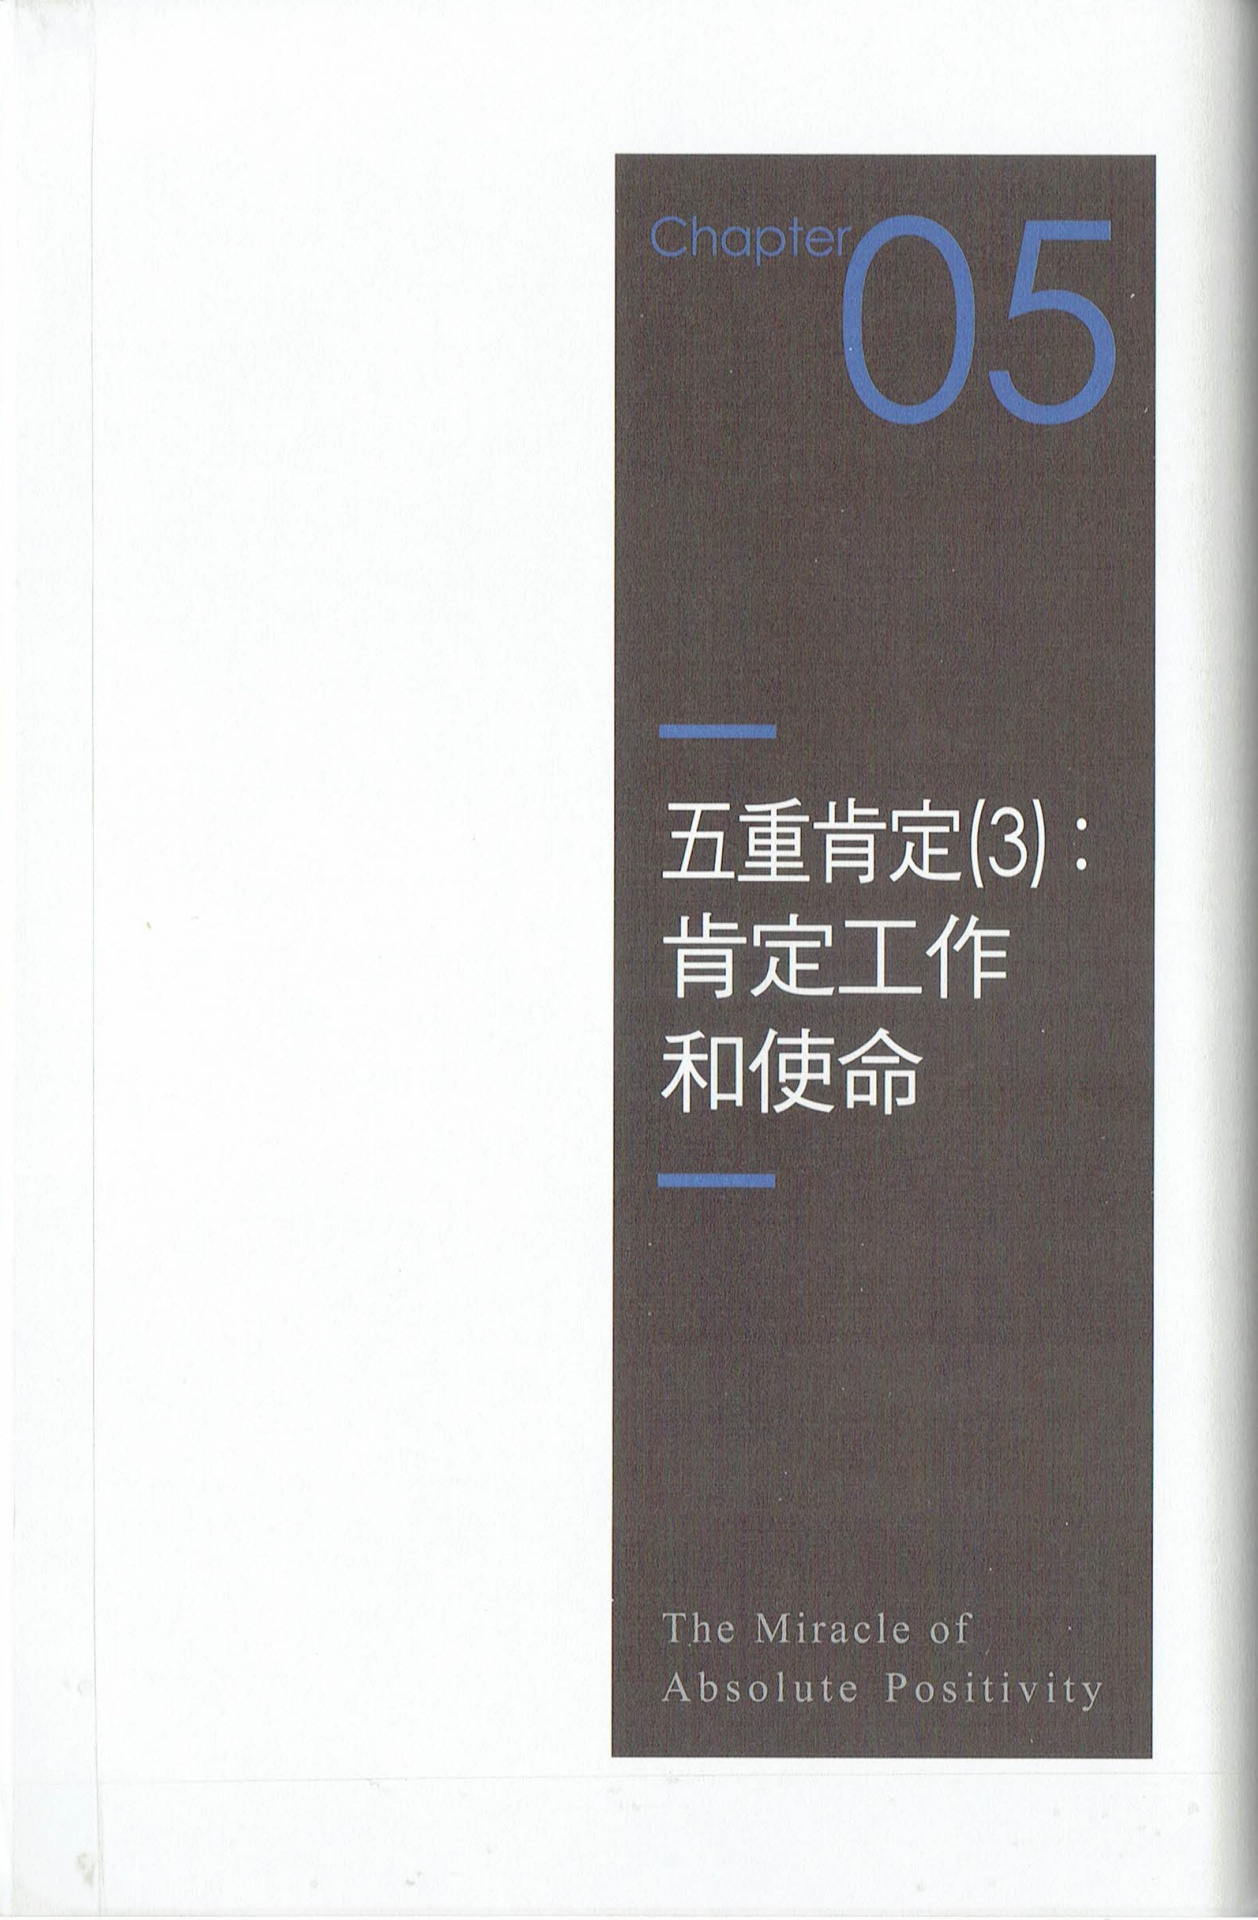 Chapter 05
五重肯定(3)：
肯定工作
和使命
The Miracle of
Absolute Positivity